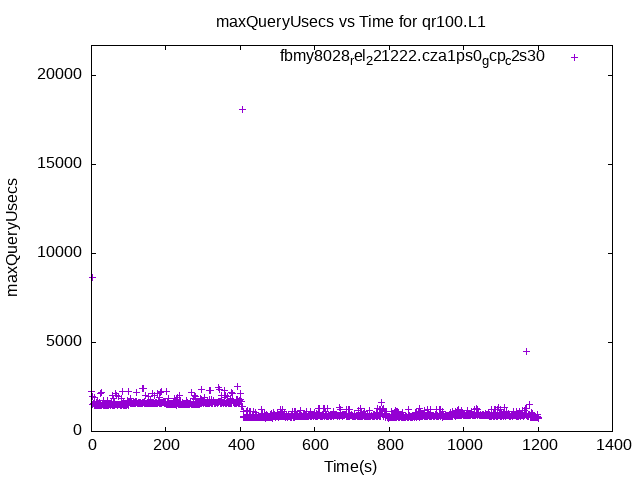 maxQueryUsecs vs Time for qr100.L1
fbmy8028rel221222.cza1ps0gcpc2s30
20000
15000
10000
5000
0
maxQueryUsecs
0 200 400 600 800 1000 1200 1400
Time(s)